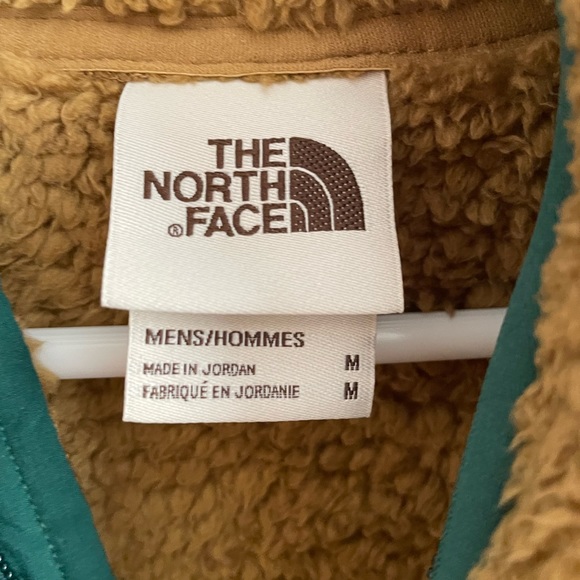 THE
NORTH
® FACE
MENS/HOMMES
MADE IN JORDAN M
FABRIQUÉ EN JORDANIE M